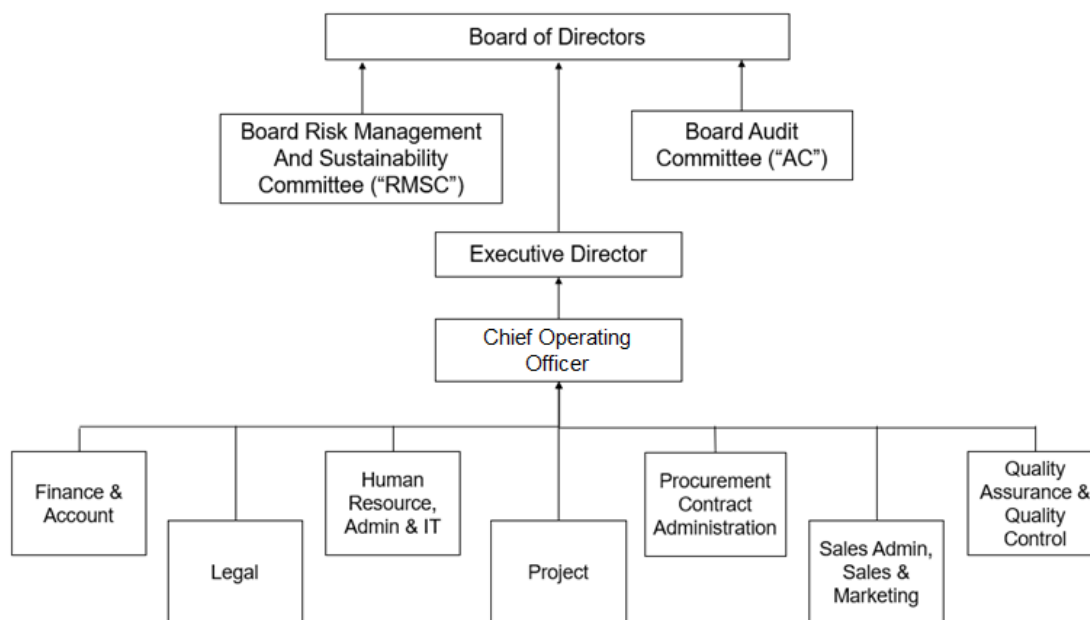 Board of Directors
Board Risk Management
And Sustainability
Committee (“RMSC”)
Board Audit
Committee (“AC”)
Executive Director
Chief Operating
Officer
Finance &
Account
Legal
Human
Resource,
Admin & IT
Project
Procurement
Contract
Administration
Sales Admin,
Sales &
Marketing
Quality
Assurance &
Quality
Control